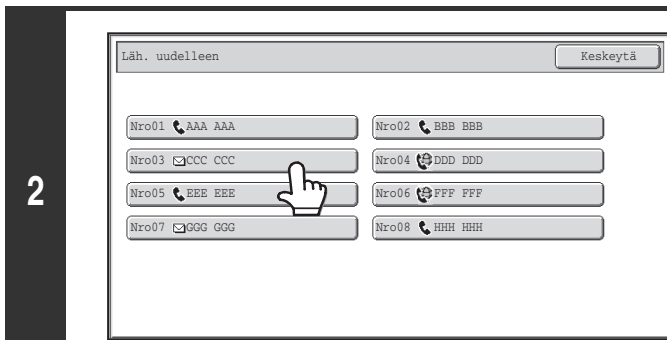 2
Läh. uudelleen Keskeytä
Nro01 AAA AAA Nro02 BBB BBB
Nro03 CCC CCC Nro04 DDD DDD
Nro05 EEE EEE Nro06 FFF FFF
Nro07 GGG GGG Nro08 HHH HHH